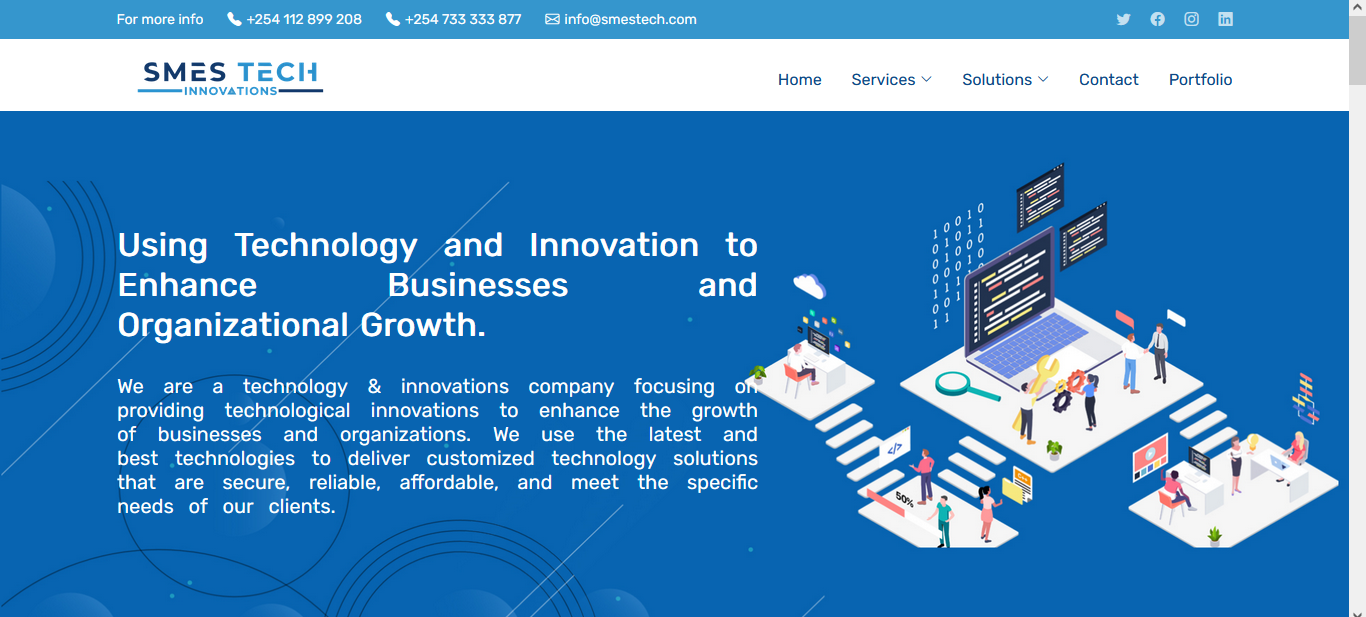 For more info +254 112 899 208 +254 733 333 877 info@smestech.com
SMES TECH
INNOVATIONS
Home Services Solutions Contact Portfolio
Using Technology and Innovation to
Enhance Businesses and
Organizational Growth.
We are a technology & innovations company focusing on
providing technological innovations to enhance the growth
of businesses and organizations. We use the latest and
best technologies to deliver customized technology solutions
that are secure, reliable, affordable, and meet the specific
needs of our clients.
<//>
50%